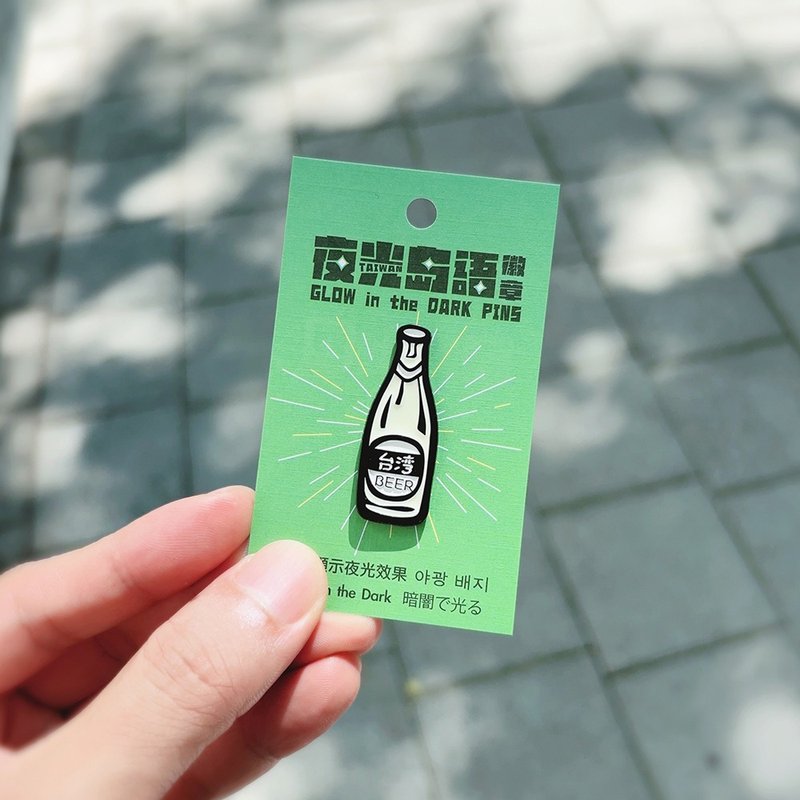 夜光島語徽章
TAIWAN
GLOW in the DARK PINS
台湾
BEER
顯示夜光效果 야광 배지
in the Dark 暗闇で光る